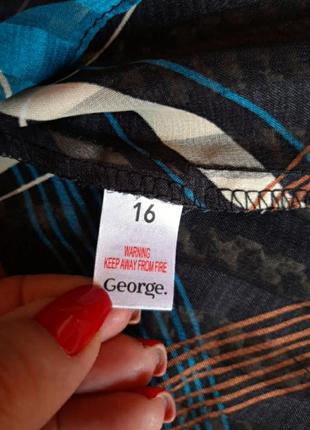 16
WARNING
KEEP AWAY FROM FIRE
George.